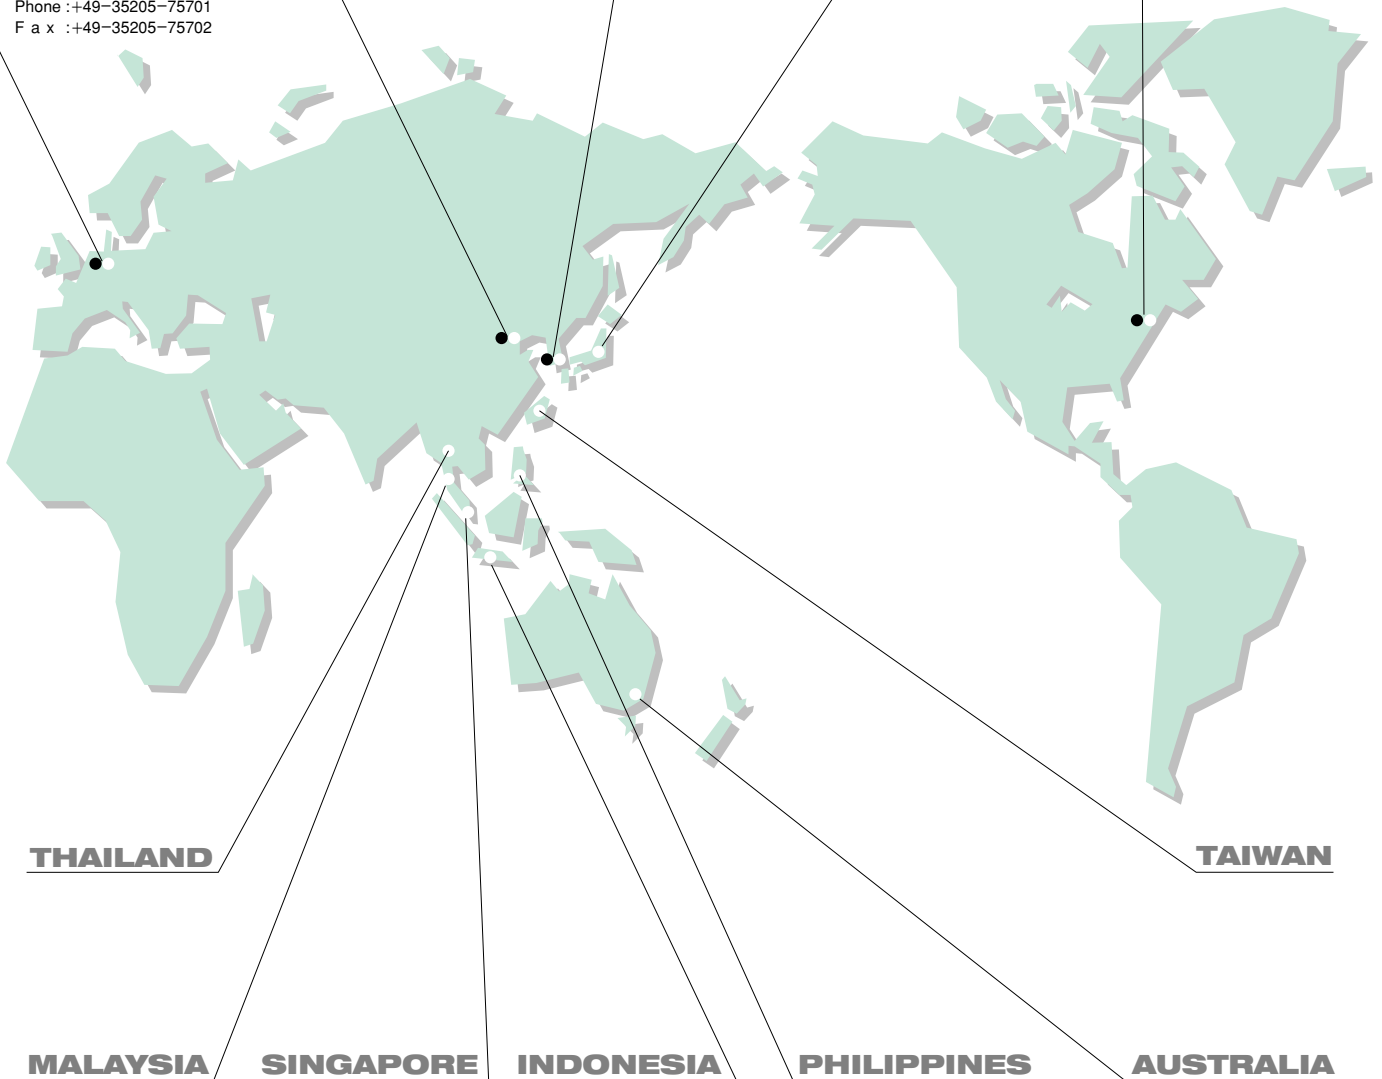 Phone :+49-35205-75701
F a x :+49-35205-75702
THAILAND
TAIWAN
MALAYSIA
SINGAPORE
INDONESIA
PHILIPPINES
AUSTRALIA